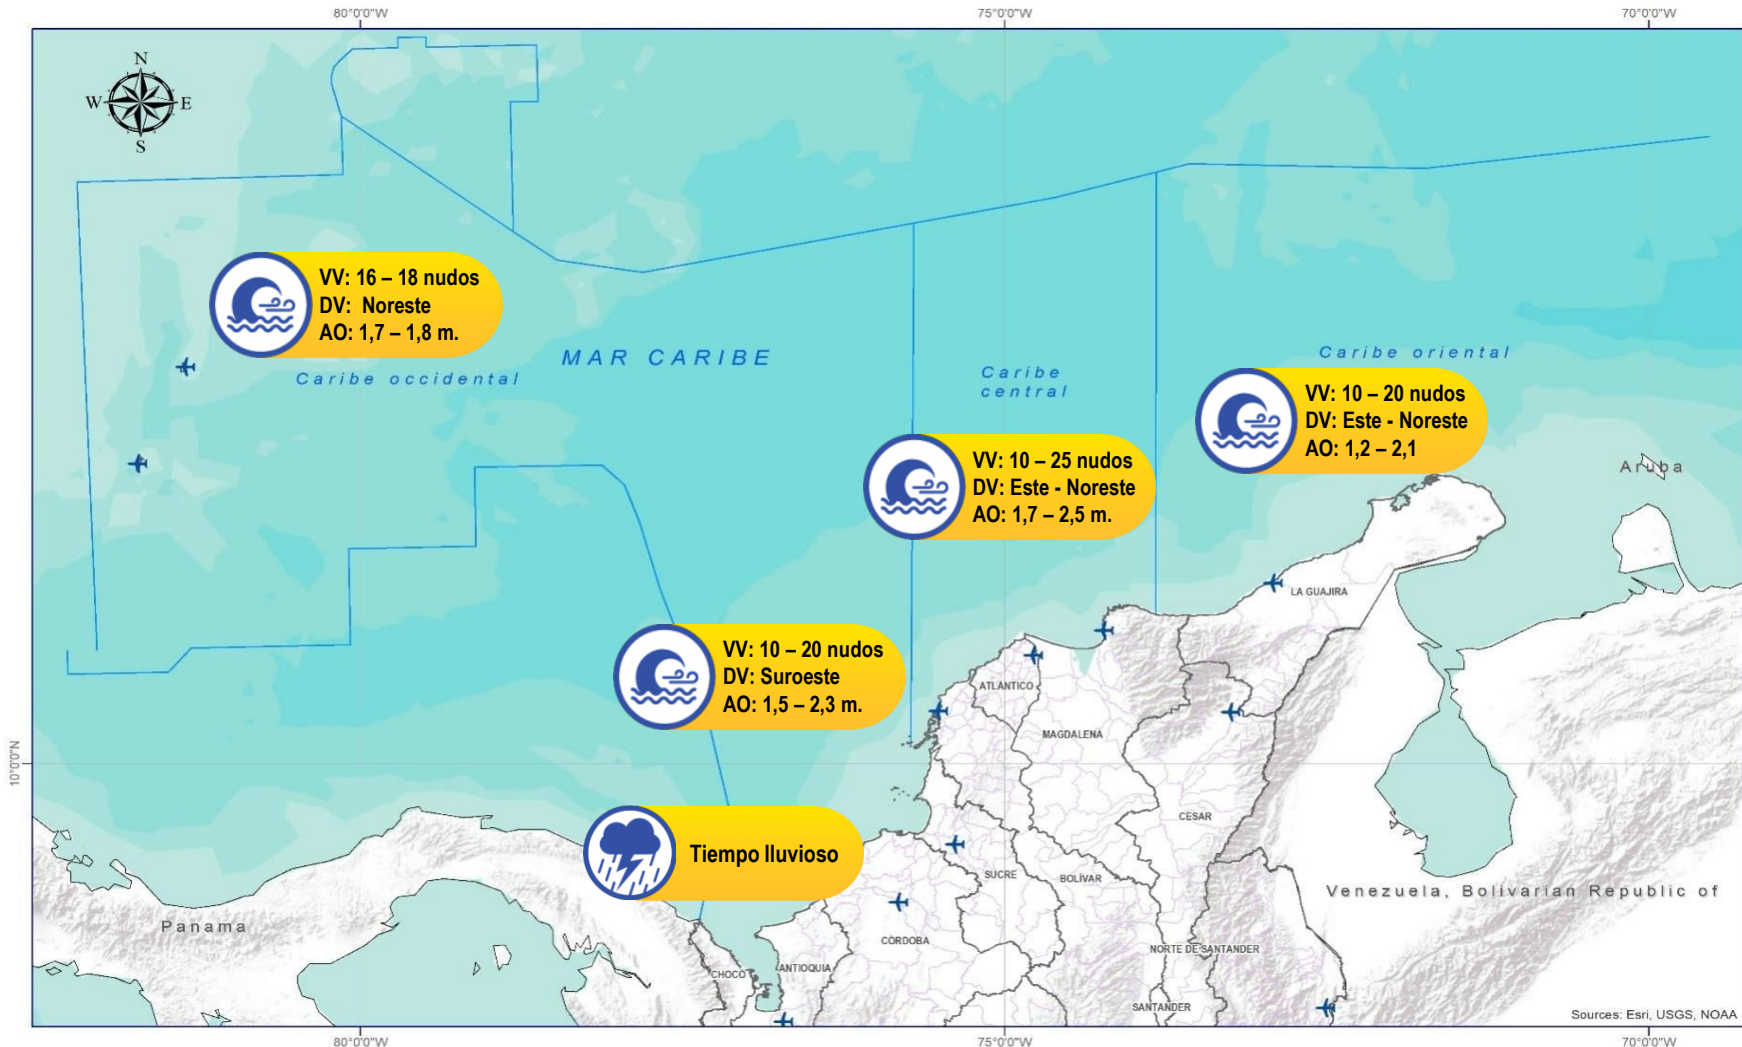 80°0'0"W
75°0'0"W
70°0'0"W
N
W
E
S
VV: 16 – 18 nudos
DV: Noreste
AO: 1,7 – 1,8 m.
MAR CARIBE
Caribe occidental
Caribe
central
Caribe oriental
VV: 10 – 20 nudos
DV: Este - Noreste
AO: 1,2 – 2,1
VV: 10 – 25 nudos
DV: Este - Noreste
AO: 1,7 – 2,5 m.
Aruba
LA GUAJIRA
VV: 10 – 20 nudos
DV: Suroeste
AO: 1,5 – 2,3 m.
ATLANTICO
MAGDALENA
10°0'0"N
CESAR
Tiempo lluvioso
SUCRE
BOLÍVAR
Venezuela, Bolivarian Republic of
Panama
CÓRDOBA
NORTE DE SANTANDER
CHOCO
ANTIOQUIA
SANTANDER
Sources: Esri, USGS, NOAA
80°0'0"W
75°0'0"W
70°0'0"W